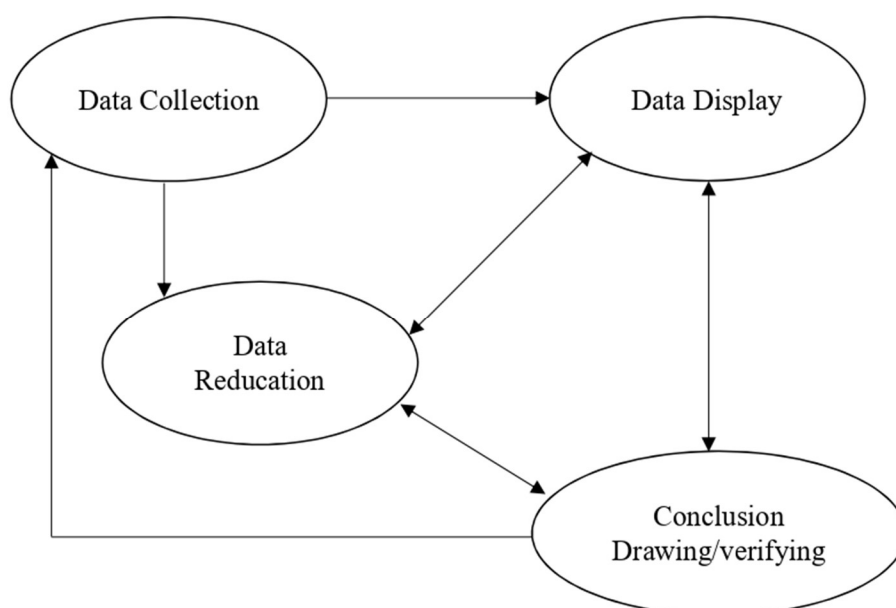 Data Collection
Data Display
Data
Reducation
Conclusion
Drawing/verifying